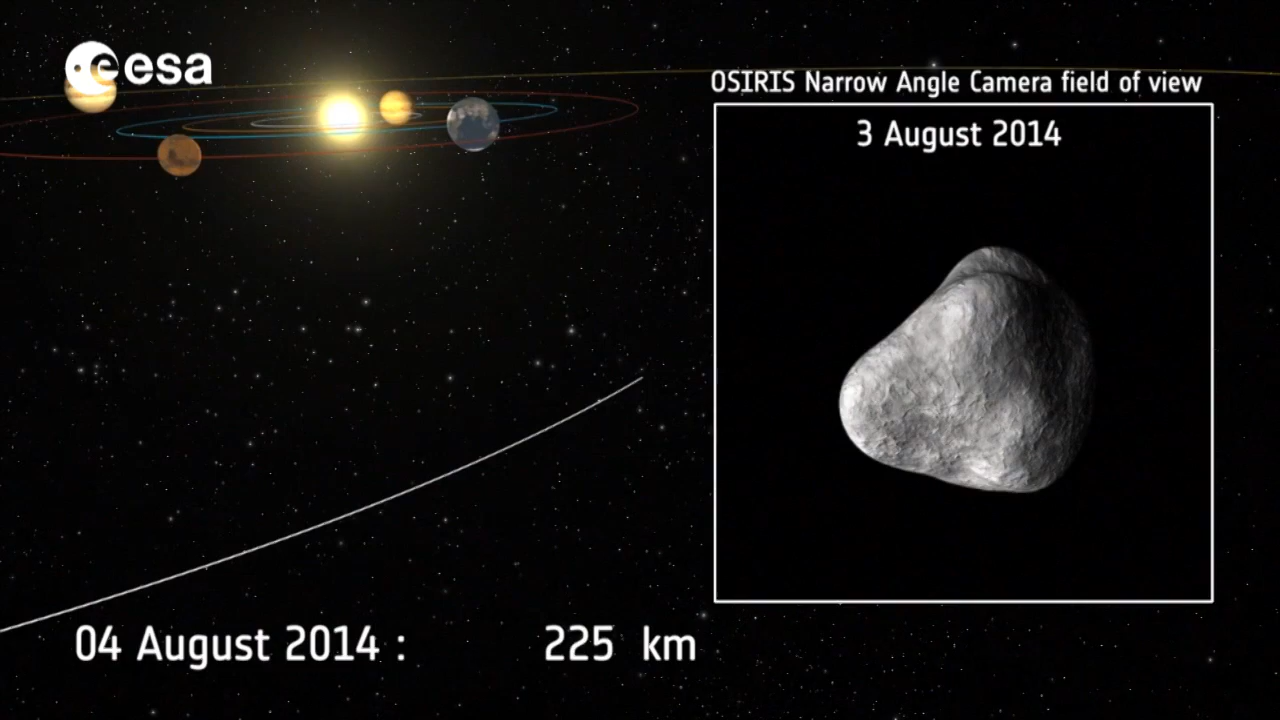 esa
OSIRIS Narrow Angle Camera field of view
3 August 2014
04 August 2014 : 225 km